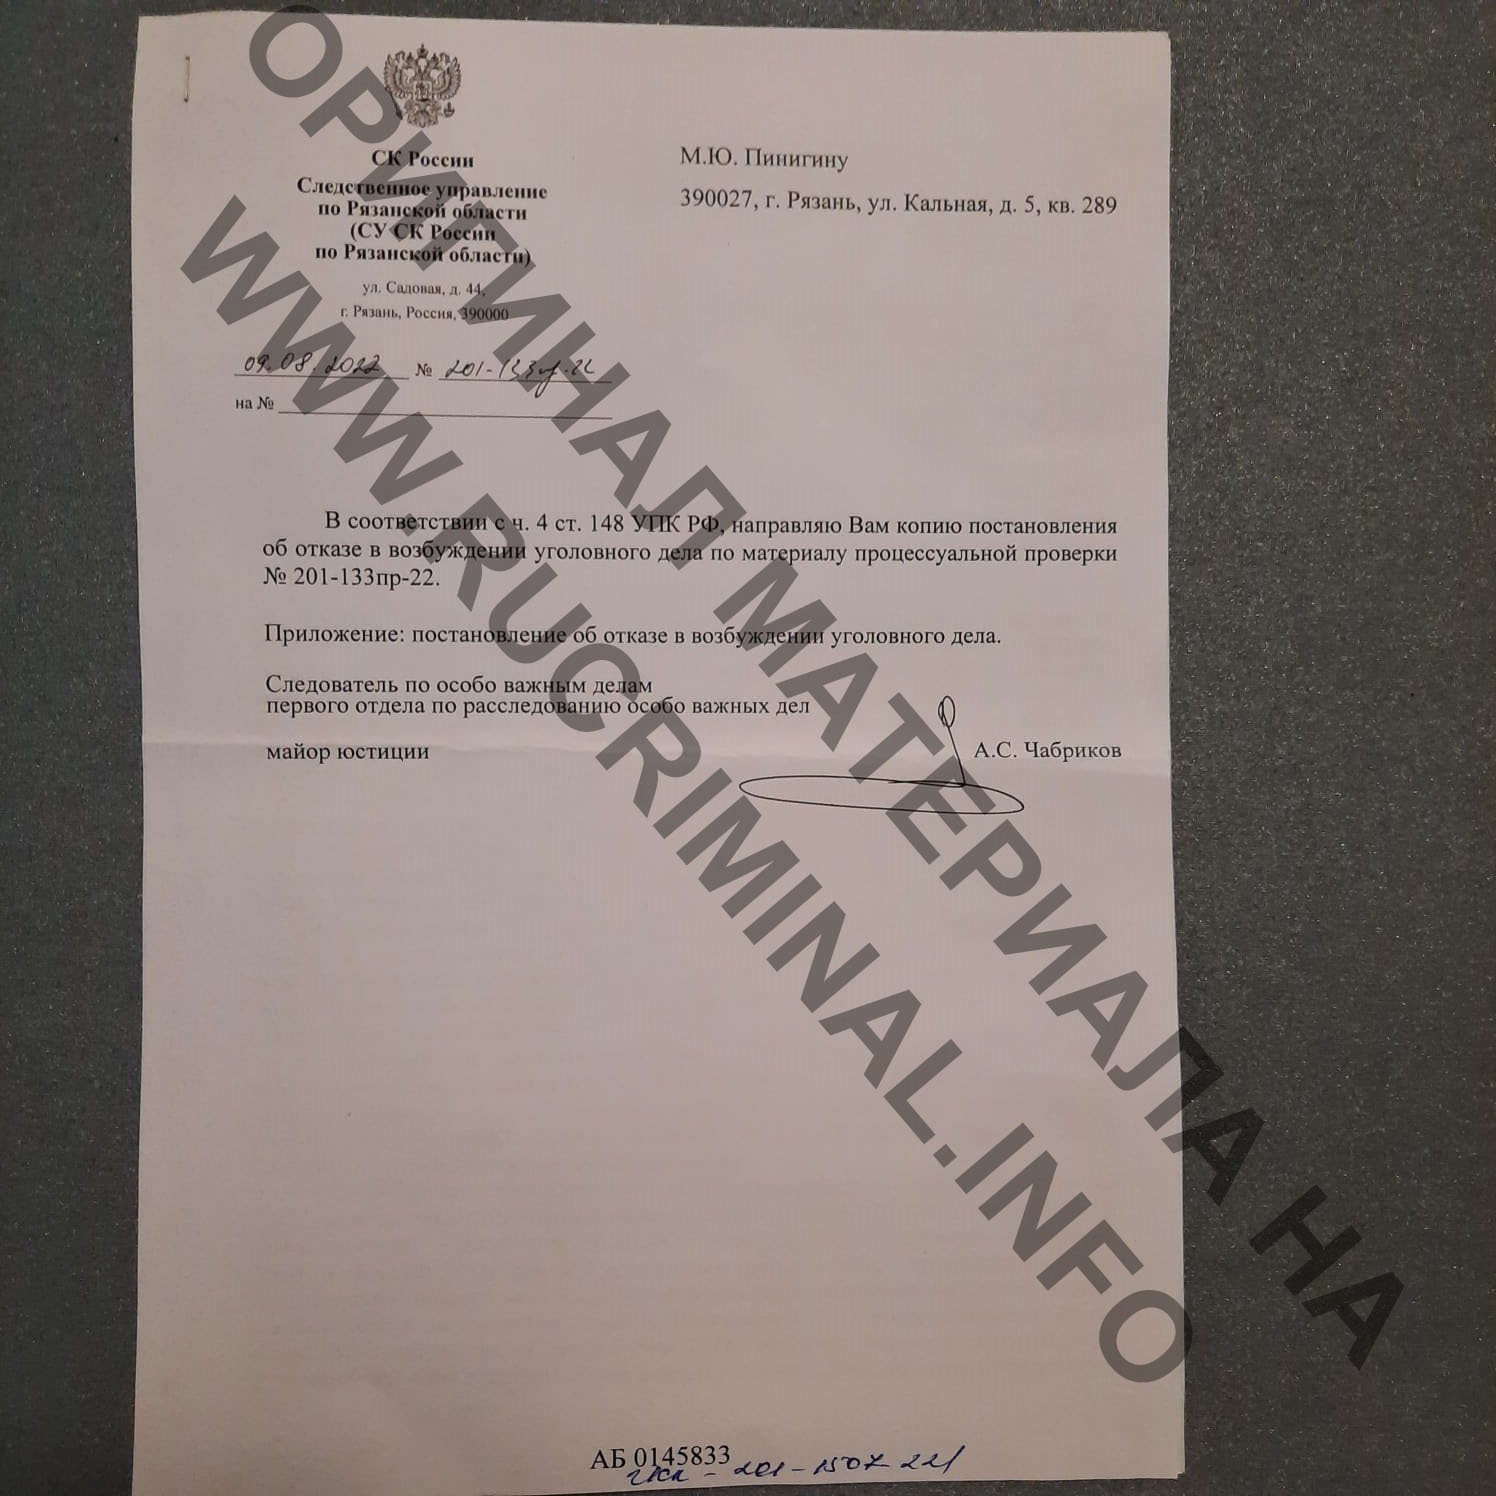 СК России
Следственное управление
по Рязанской области
(СУ СК России
по Рязанской области)
ул. Садовая, д. 44,
г. Рязань, Россия, 390000
09.08.2022 № 201-133пр-22
на №
М.Ю. Пинигину
390027, г. Рязань, ул. Кальная, д. 5, кв. 289
В соответствии с ч. 4 ст. 148 УПК РФ, направляю Вам копию постановления
об отказе в возбуждении уголовного дела по материалу процессуальной проверки
№ 201-133пр-22.
Приложение: постановление об отказе в возбуждении уголовного дела.
Следователь по особо важным делам
первого отдела по расследованию особо важных дел
майор юстиции
А.С. Чабриков
АБ 0145833
ОРИГИНАЛ МАТЕРИАЛА НА
WWW.RUCRIMINAL.INFO